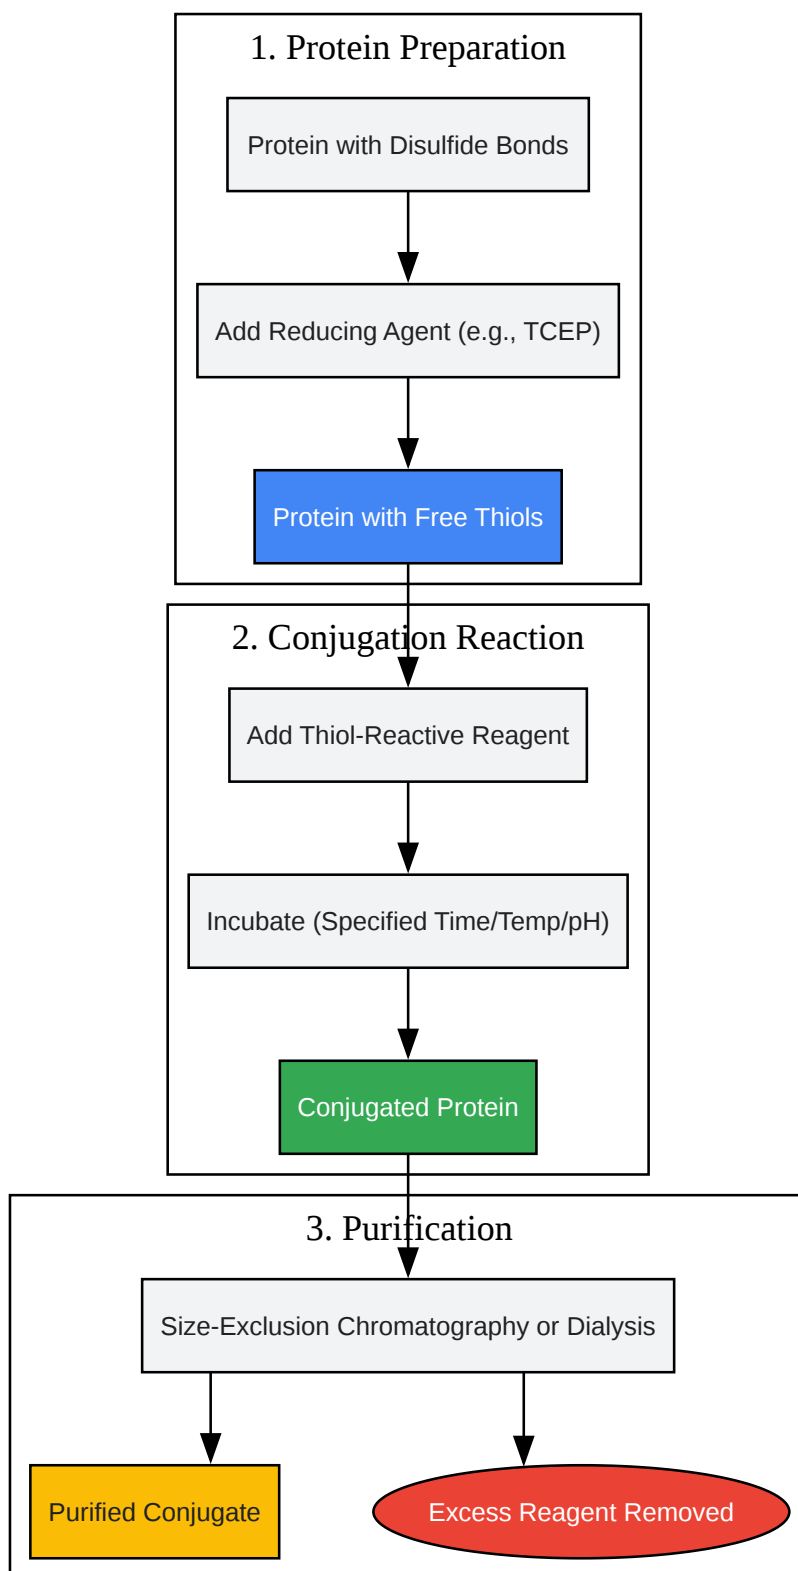 1. Protein Preparation
Protein with Disulfide Bonds
Add Reducing Agent (e.g., TCEP)
Protein with Free Thiols
2. Conjugation Reaction
Add Thiol-Reactive Reagent
Incubate (Specified Time/Temp/pH)
Conjugated Protein
3. Purification
Size-Exclusion Chromatography or Dialysis
Purified Conjugate
Excess Reagent Removed